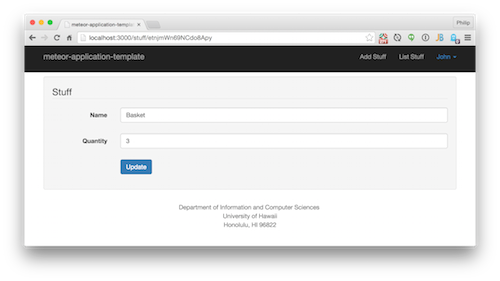 meteor-application-templa
Philip
localhost:3000/stuff/etnjmWn69NCdo8Apy
meteor-application-template
Add Stuff
List Stuff
John
Stuff
Name
Basket
Quantity
3
Update
Department of Information and Computer Sciences
University of Hawaii
Honolulu, HI 96822